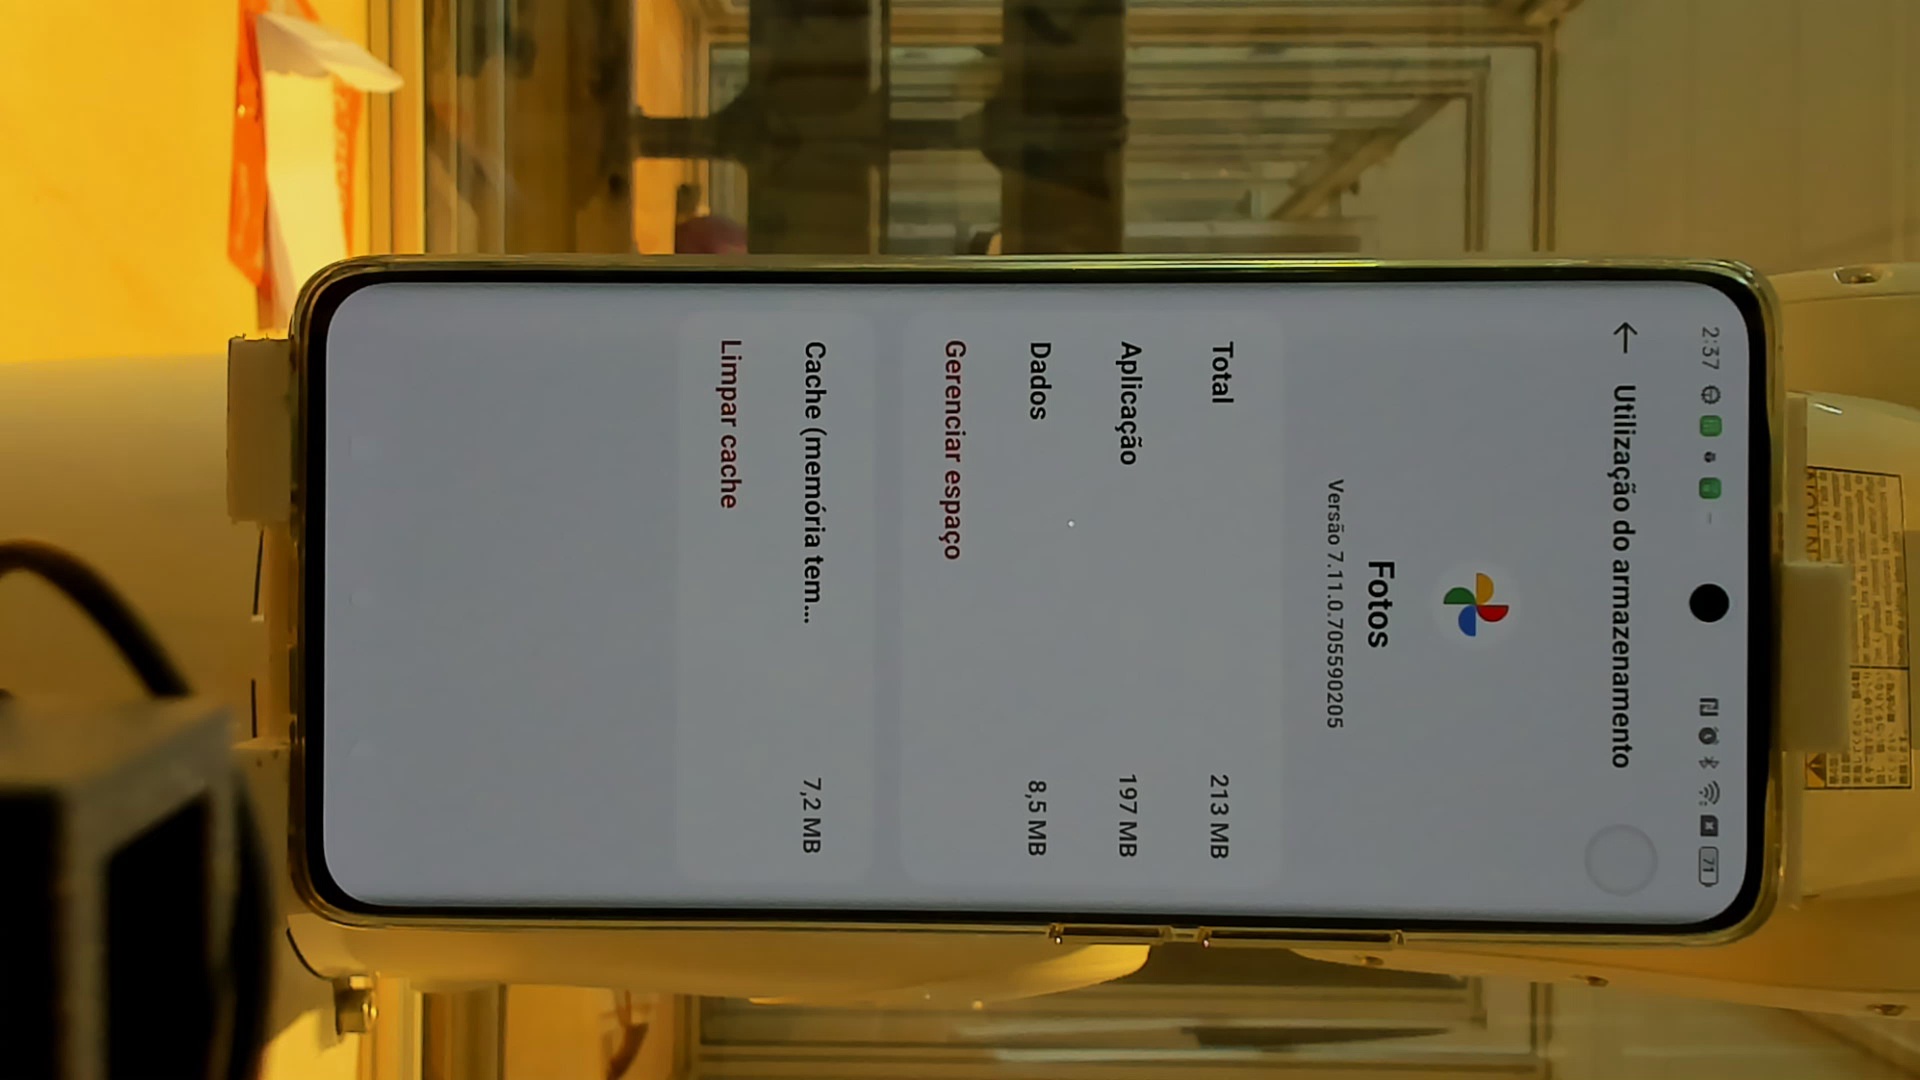 2:37
71
Utilização do armazenamento
Fotos
Versão 7.11.0.705590205
Total 213 MB
Aplicação 197 MB
Dados 8,5 MB
Gerenciar espaço
Cache (memória tem... 7,2 MB
Limpar cache